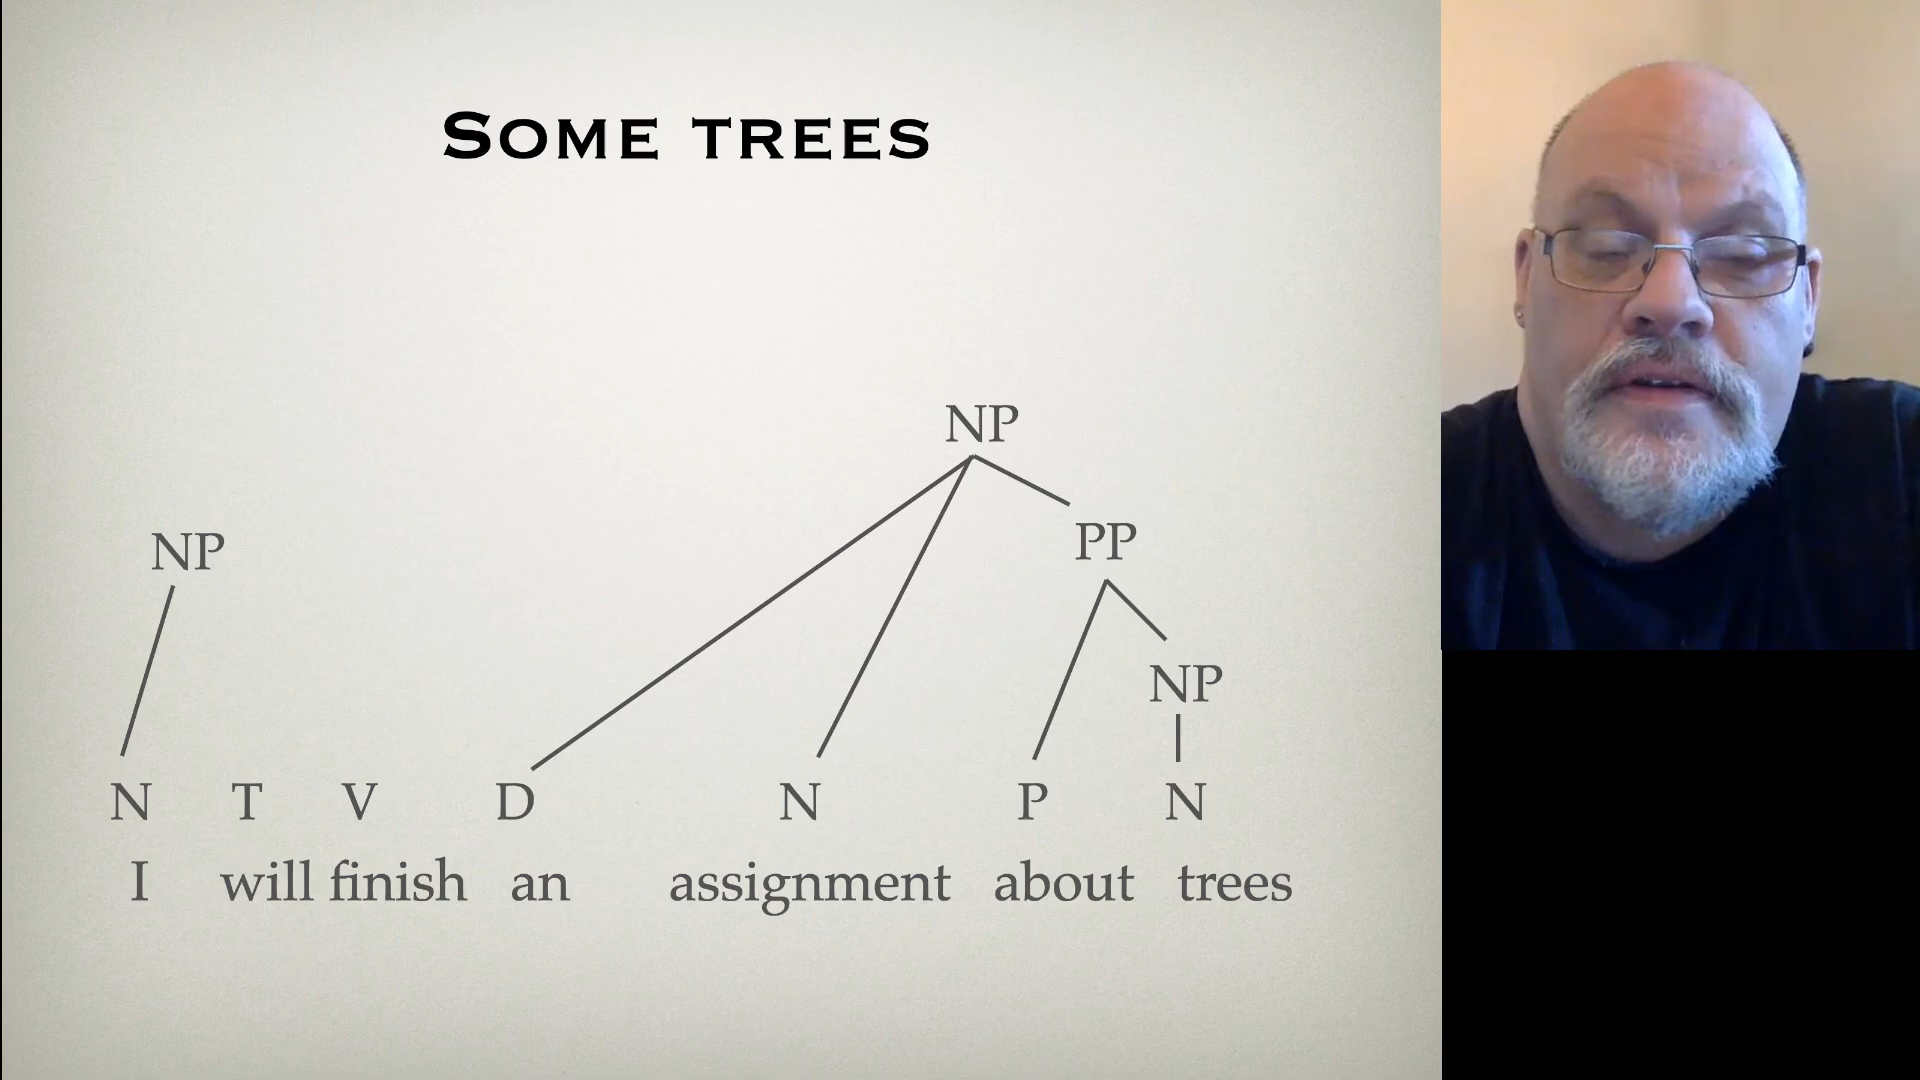 SOME TREES
NP
PP
NP
NP
N T V D N P N
I will finish an assignment about trees